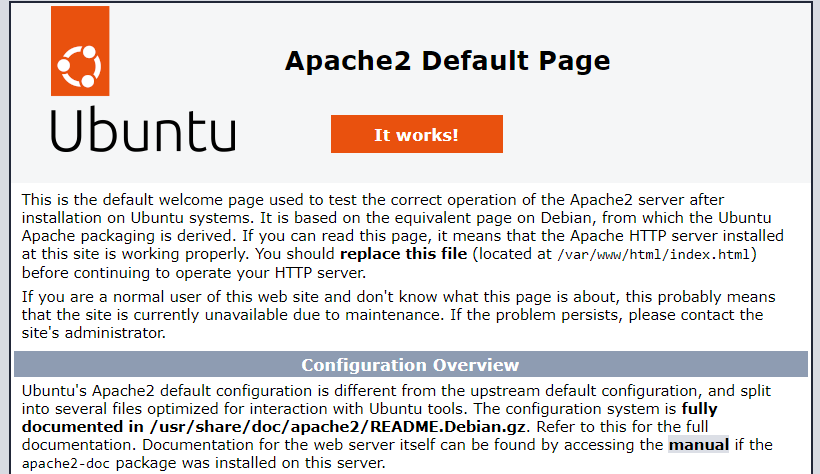 Apache2 Default Page
Ubuntu
It works!
This is the default welcome page used to test the correct operation of the Apache2 server after
installation on Ubuntu systems. It is based on the equivalent page on Debian, from which the Ubuntu
Apache packaging is derived. If you can read this page, it means that the Apache HTTP server installed
at this site is working properly. You should replace this file (located at /var/www/html/index.html)
before continuing to operate your HTTP server.
If you are a normal user of this web site and don't know what this page is about, this probably means
that the site is currently unavailable due to maintenance. If the problem persists, please contact the
site's administrator.
Configuration Overview
Ubuntu's Apache2 default configuration is different from the upstream default configuration, and split
into several files optimized for interaction with Ubuntu tools. The configuration system is fully
documented in /usr/share/doc/apache2/README.Debian.gz. Refer to this for the full
documentation. Documentation for the web server itself can be found by accessing the manual if the
apache2-doc package was installed on this server.